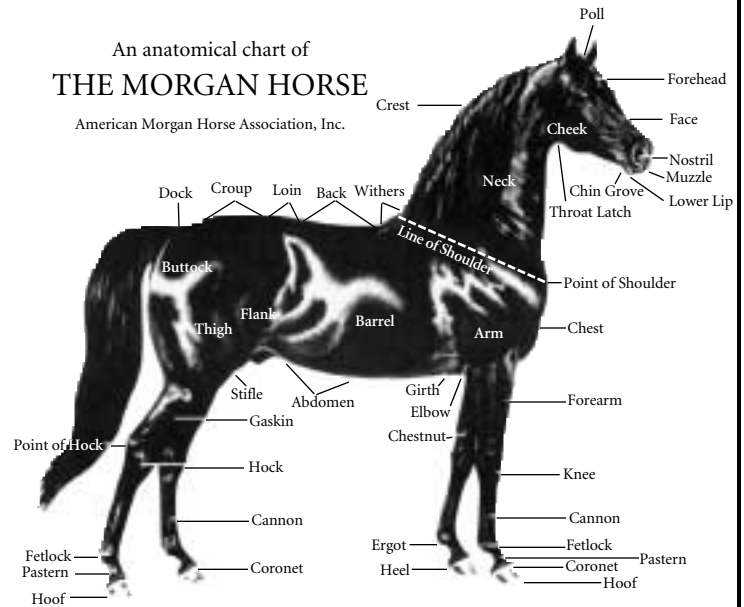 Poll
An anatomical chart of
THE MORGAN HORSE
American Morgan Horse Association, Inc.
Forehead
Crest
Face
Cheek
Nostril
Muzzle
Neck
Chin Grove
Lower Lip
Throat Latch
Dock
Croup
Loin
Back
Withers
Line of Shoulder
Buttock
Point of Shoulder
Flank
Barrel
Thigh
Arm
Chest
Stifle
Abdomen
Girth
Elbow
Forearm
Gaskin
Chestnut
Point of Hock
Hock
Knee
Cannon
Cannon
Ergot
Fetlock
Fetlock
Pastern
Pastern
Heel
Coronet
Coronet
Hoof
Hoof